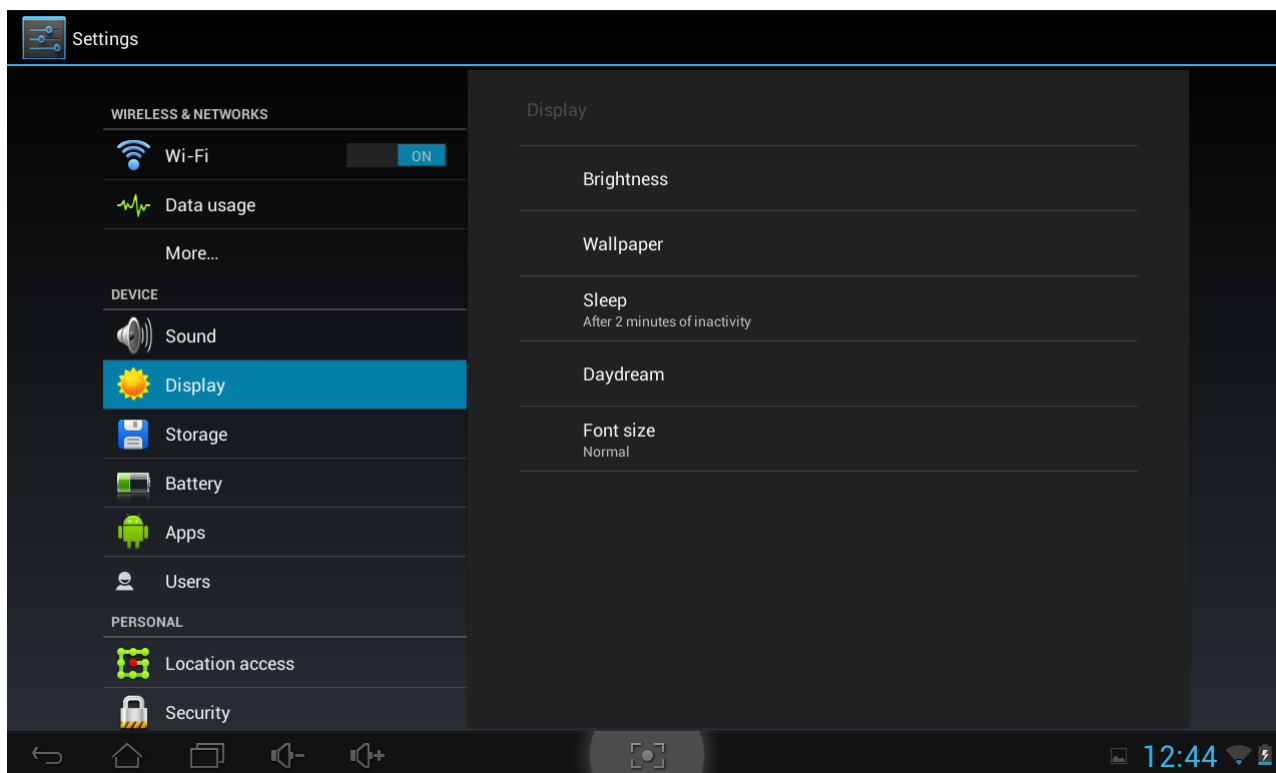 Settings
WIRELESS & NETWORKS
Wi-Fi
ON
Data usage
More...
DEVICE
Sound
Display
Storage
Battery
Apps
Users
PERSONAL
Location access
Security
Display
Brightness
Wallpaper
Sleep
After 2 minutes of inactivity
Daydream
Font size
Normal
12:44